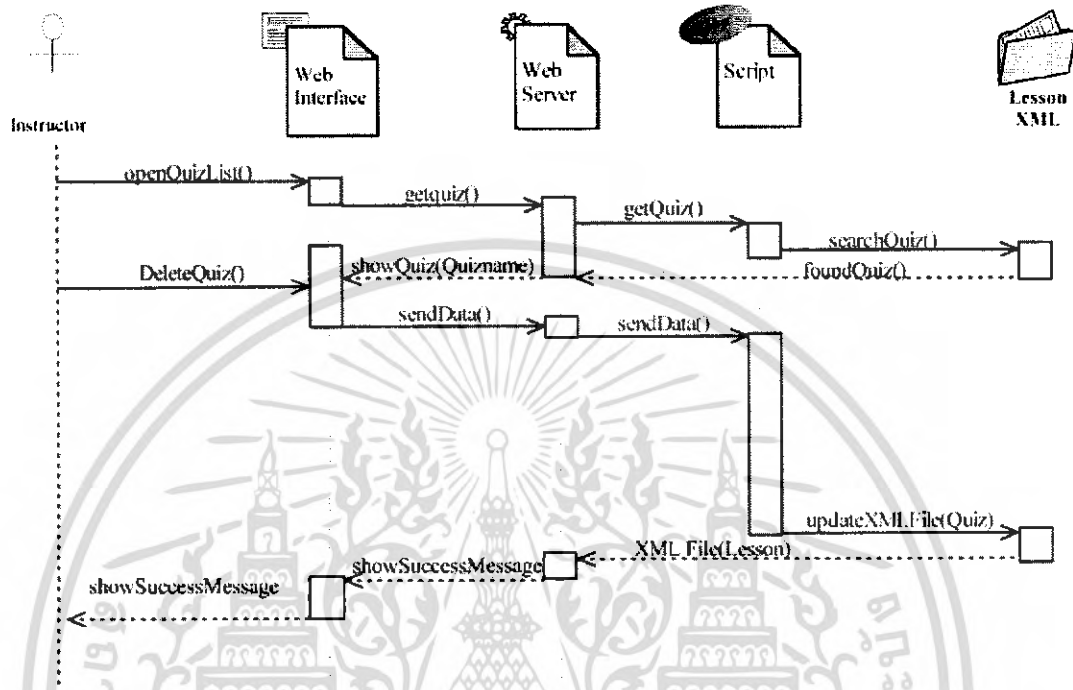 Instructor
Web
Interface
Web
Server
Script
Lesson
XML
openQuizList()
getquiz()
getQuiz()
searchQuiz()
foundQuiz()
showQuiz(Quizname)
DeleteQuiz()
sendData()
sendData()
updateXMLFile(Quiz)
XML File(Lesson)
showSuccessMessage
showSuccessMessage